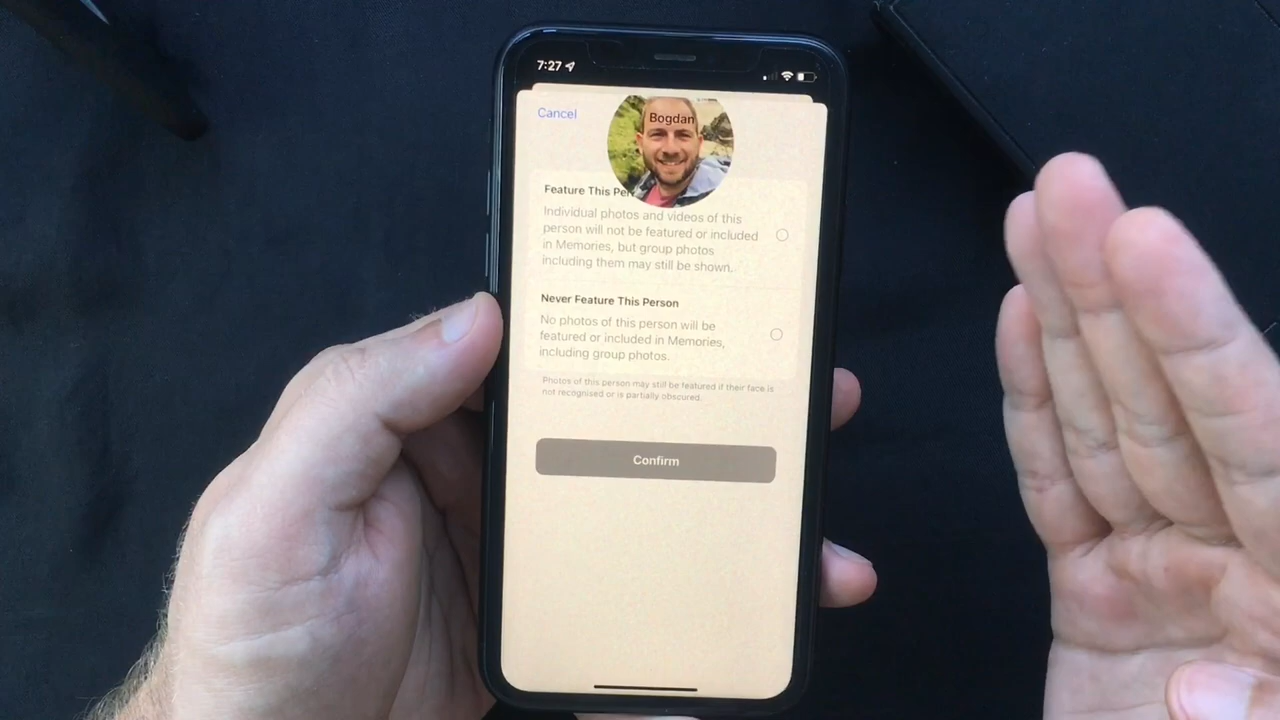 7:27
Cancel
Bogdan
Feature This Per
Individual photos and videos of this
person will not be featured or included
in Memories, but group photos
including them may still be shown.
Never Feature This Person
No photos of this person will be
featured or included in Memories,
including group photos.
Photos of this person may still be featured if their face is
not recognised or is partially obscured.
Confirm